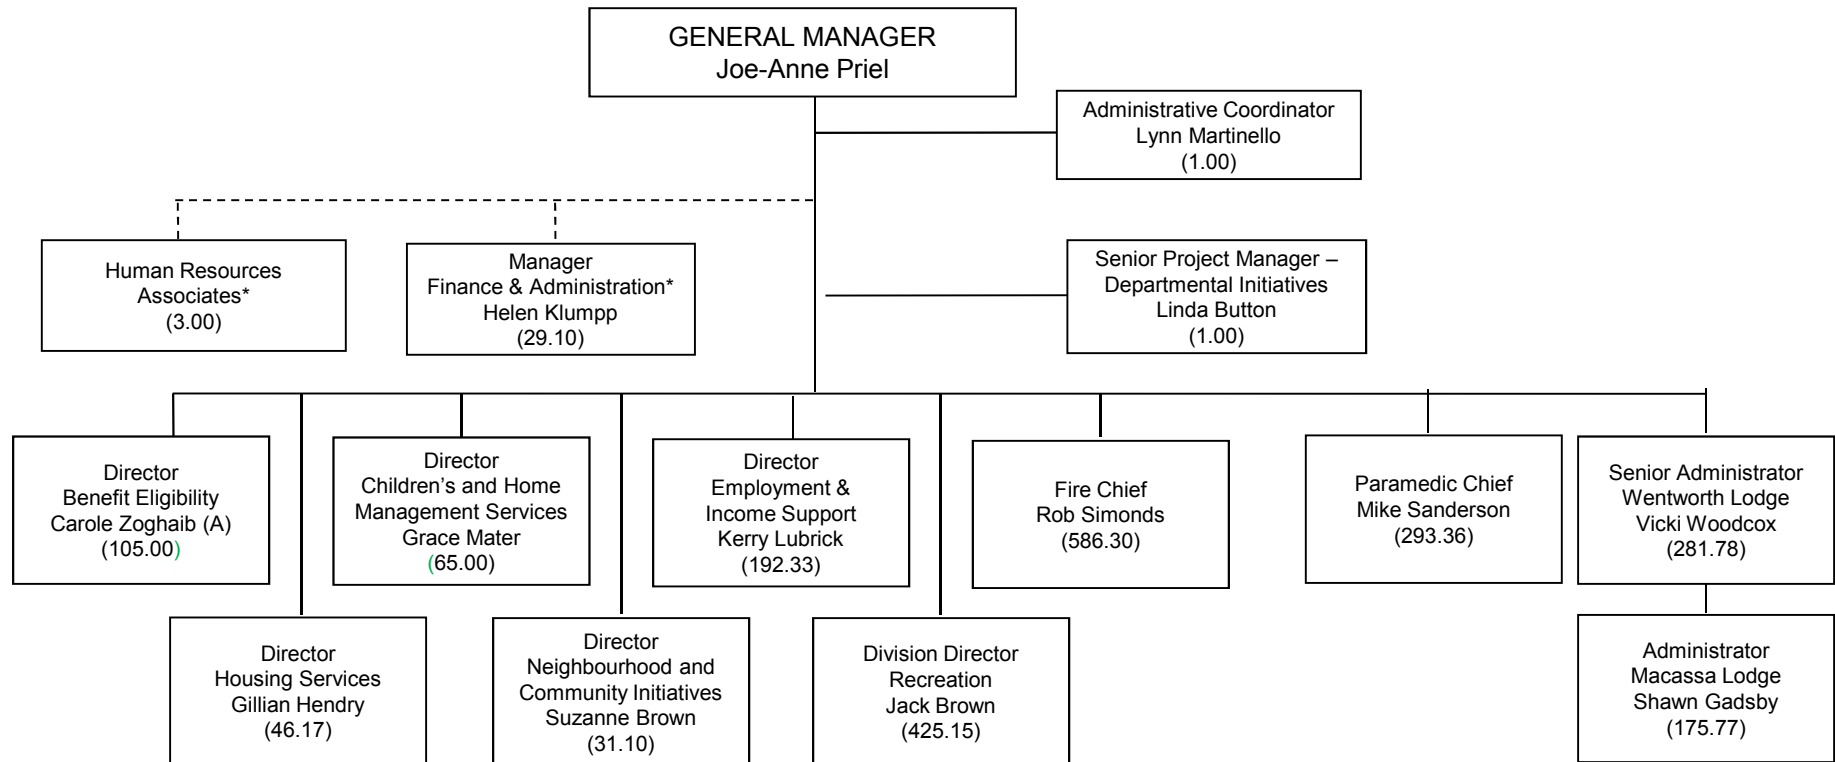 GENERAL MANAGER
Joe-Anne Priel
Administrative Coordinator
Lynn Martinello
(1.00)
Human Resources
Associates*
(3.00)
Manager
Finance & Administration*
Helen Klumpp
(29.10)
Senior Project Manager –
Departmental Initiatives
Linda Button
(1.00)
Director
Benefit Eligibility
Carole Zoghaib (A)
(105.00)
Director
Children’s and Home
Management Services
Grace Mater
(65.00)
Director
Employment &
Income Support
Kerry Lubrick
(192.33)
Fire Chief
Rob Simonds
(586.30)
Paramedic Chief
Mike Sanderson
(293.36)
Senior Administrator
Wentworth Lodge
Vicki Woodcox
(281.78)
Director
Housing Services
Gillian Hendry
(46.17)
Director
Neighbourhood and
Community Initiatives
Suzanne Brown
(31.10)
Division Director
Recreation
Jack Brown
(425.15)
Administrator
Macassa Lodge
Shawn Gadsby
(175.77)